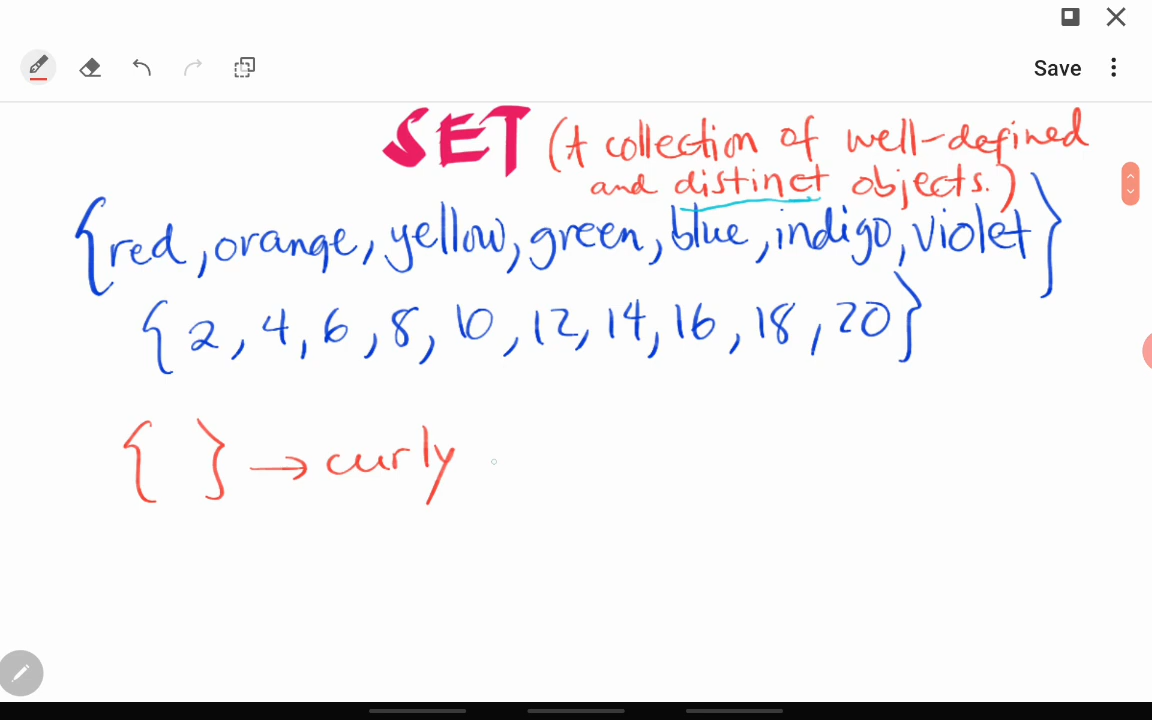 Save
SET (A collection of well-defined
and distinct objects.)
{red, orange, yellow, green, blue, indigo, violet}
{2, 4, 6, 8, 10, 12, 14, 16, 18, 20}
{ } → curly